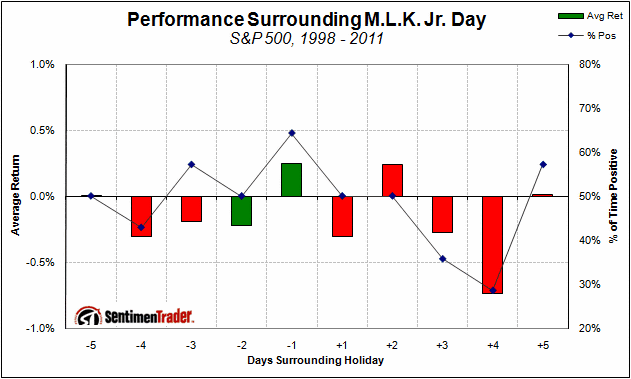 Performance Surrounding M.L.K. Jr. Day
S&P 500, 1998 - 2011
Avg Ret
% Pos
1.0%
0.5%
0.0%
-0.5%
-1.0%
Average Return
80%
70%
60%
50%
40%
30%
20%
% of Time Positive
SentimenTrader
-5 -4 -3 -2 -1 +1 +2 +3 +4 +5
Days Surrounding Holiday